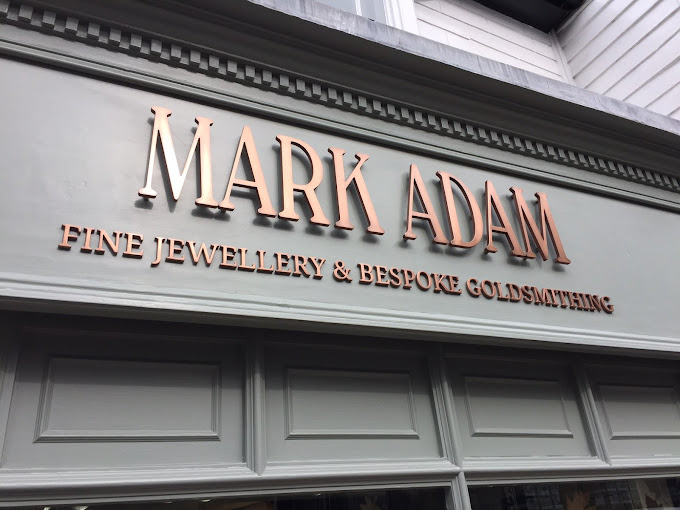 MARK ADAM
FINE JEWELLERY & BESPOKE GOLDSMITHING